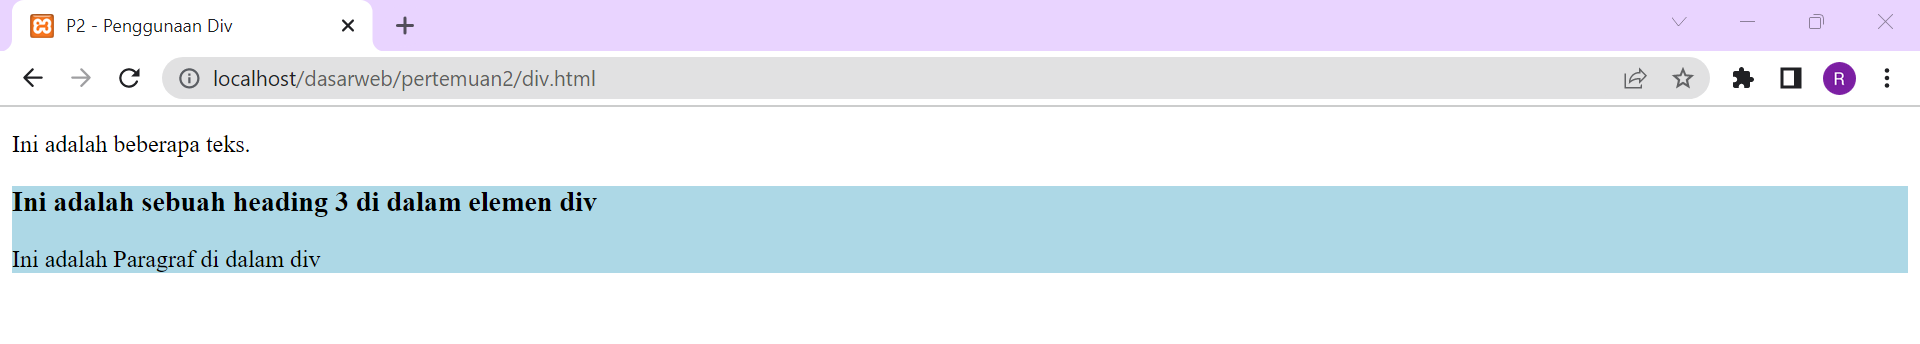 P2 - Penggunaan Div
localhost/dasarweb/pertemuan2/div.html
R
Ini adalah beberapa teks.
Ini adalah sebuah heading 3 di dalam elemen div
Ini adalah Paragraf di dalam div